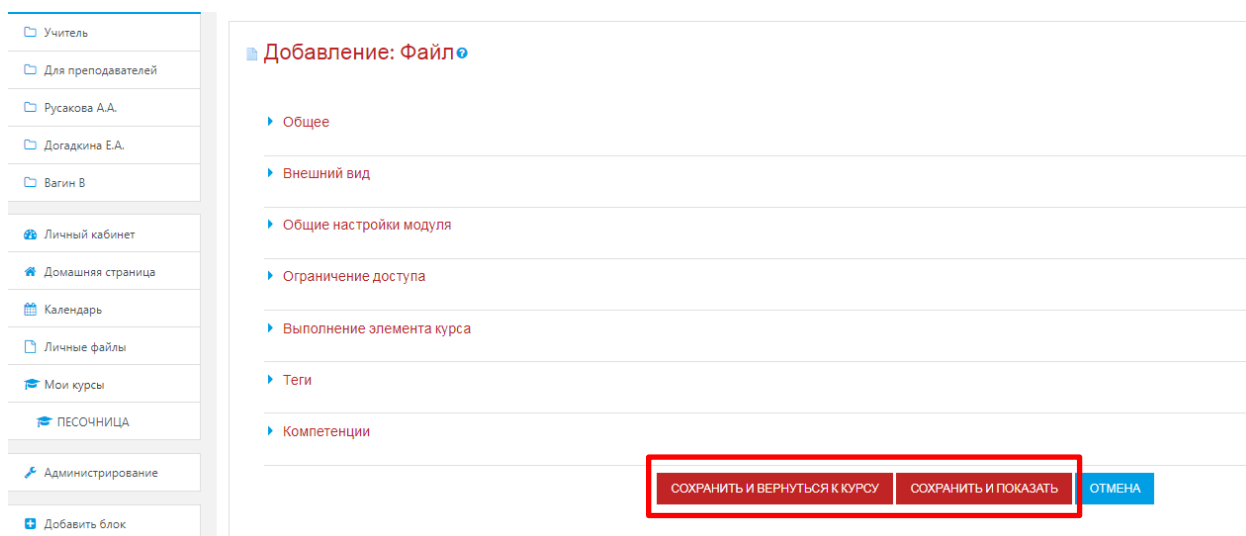 Учитель
Для преподавателей
Русакова А.А.
Догадкина Е.А.
Вагин В
Личный кабинет
Домашняя страница
Календарь
Личные файлы
Мои курсы
ПЕСОЧНИЦА
Администрирование
Добавить блок
Добавление: Файл
Общее
Внешний вид
Общие настройки модуля
Ограничение доступа
Выполнение элемента курса
Теги
Компетенции
СОХРАНИТЬ И ВЕРНУТЬСЯ К КУРСУ СОХРАНИТЬ И ПОКАЗАТЬ ОТМЕНА